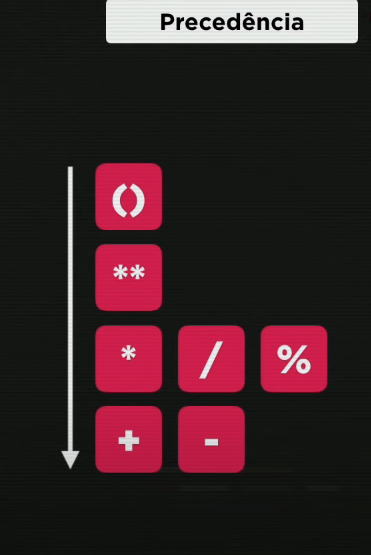 Precedência
()
**
* / %
+ -